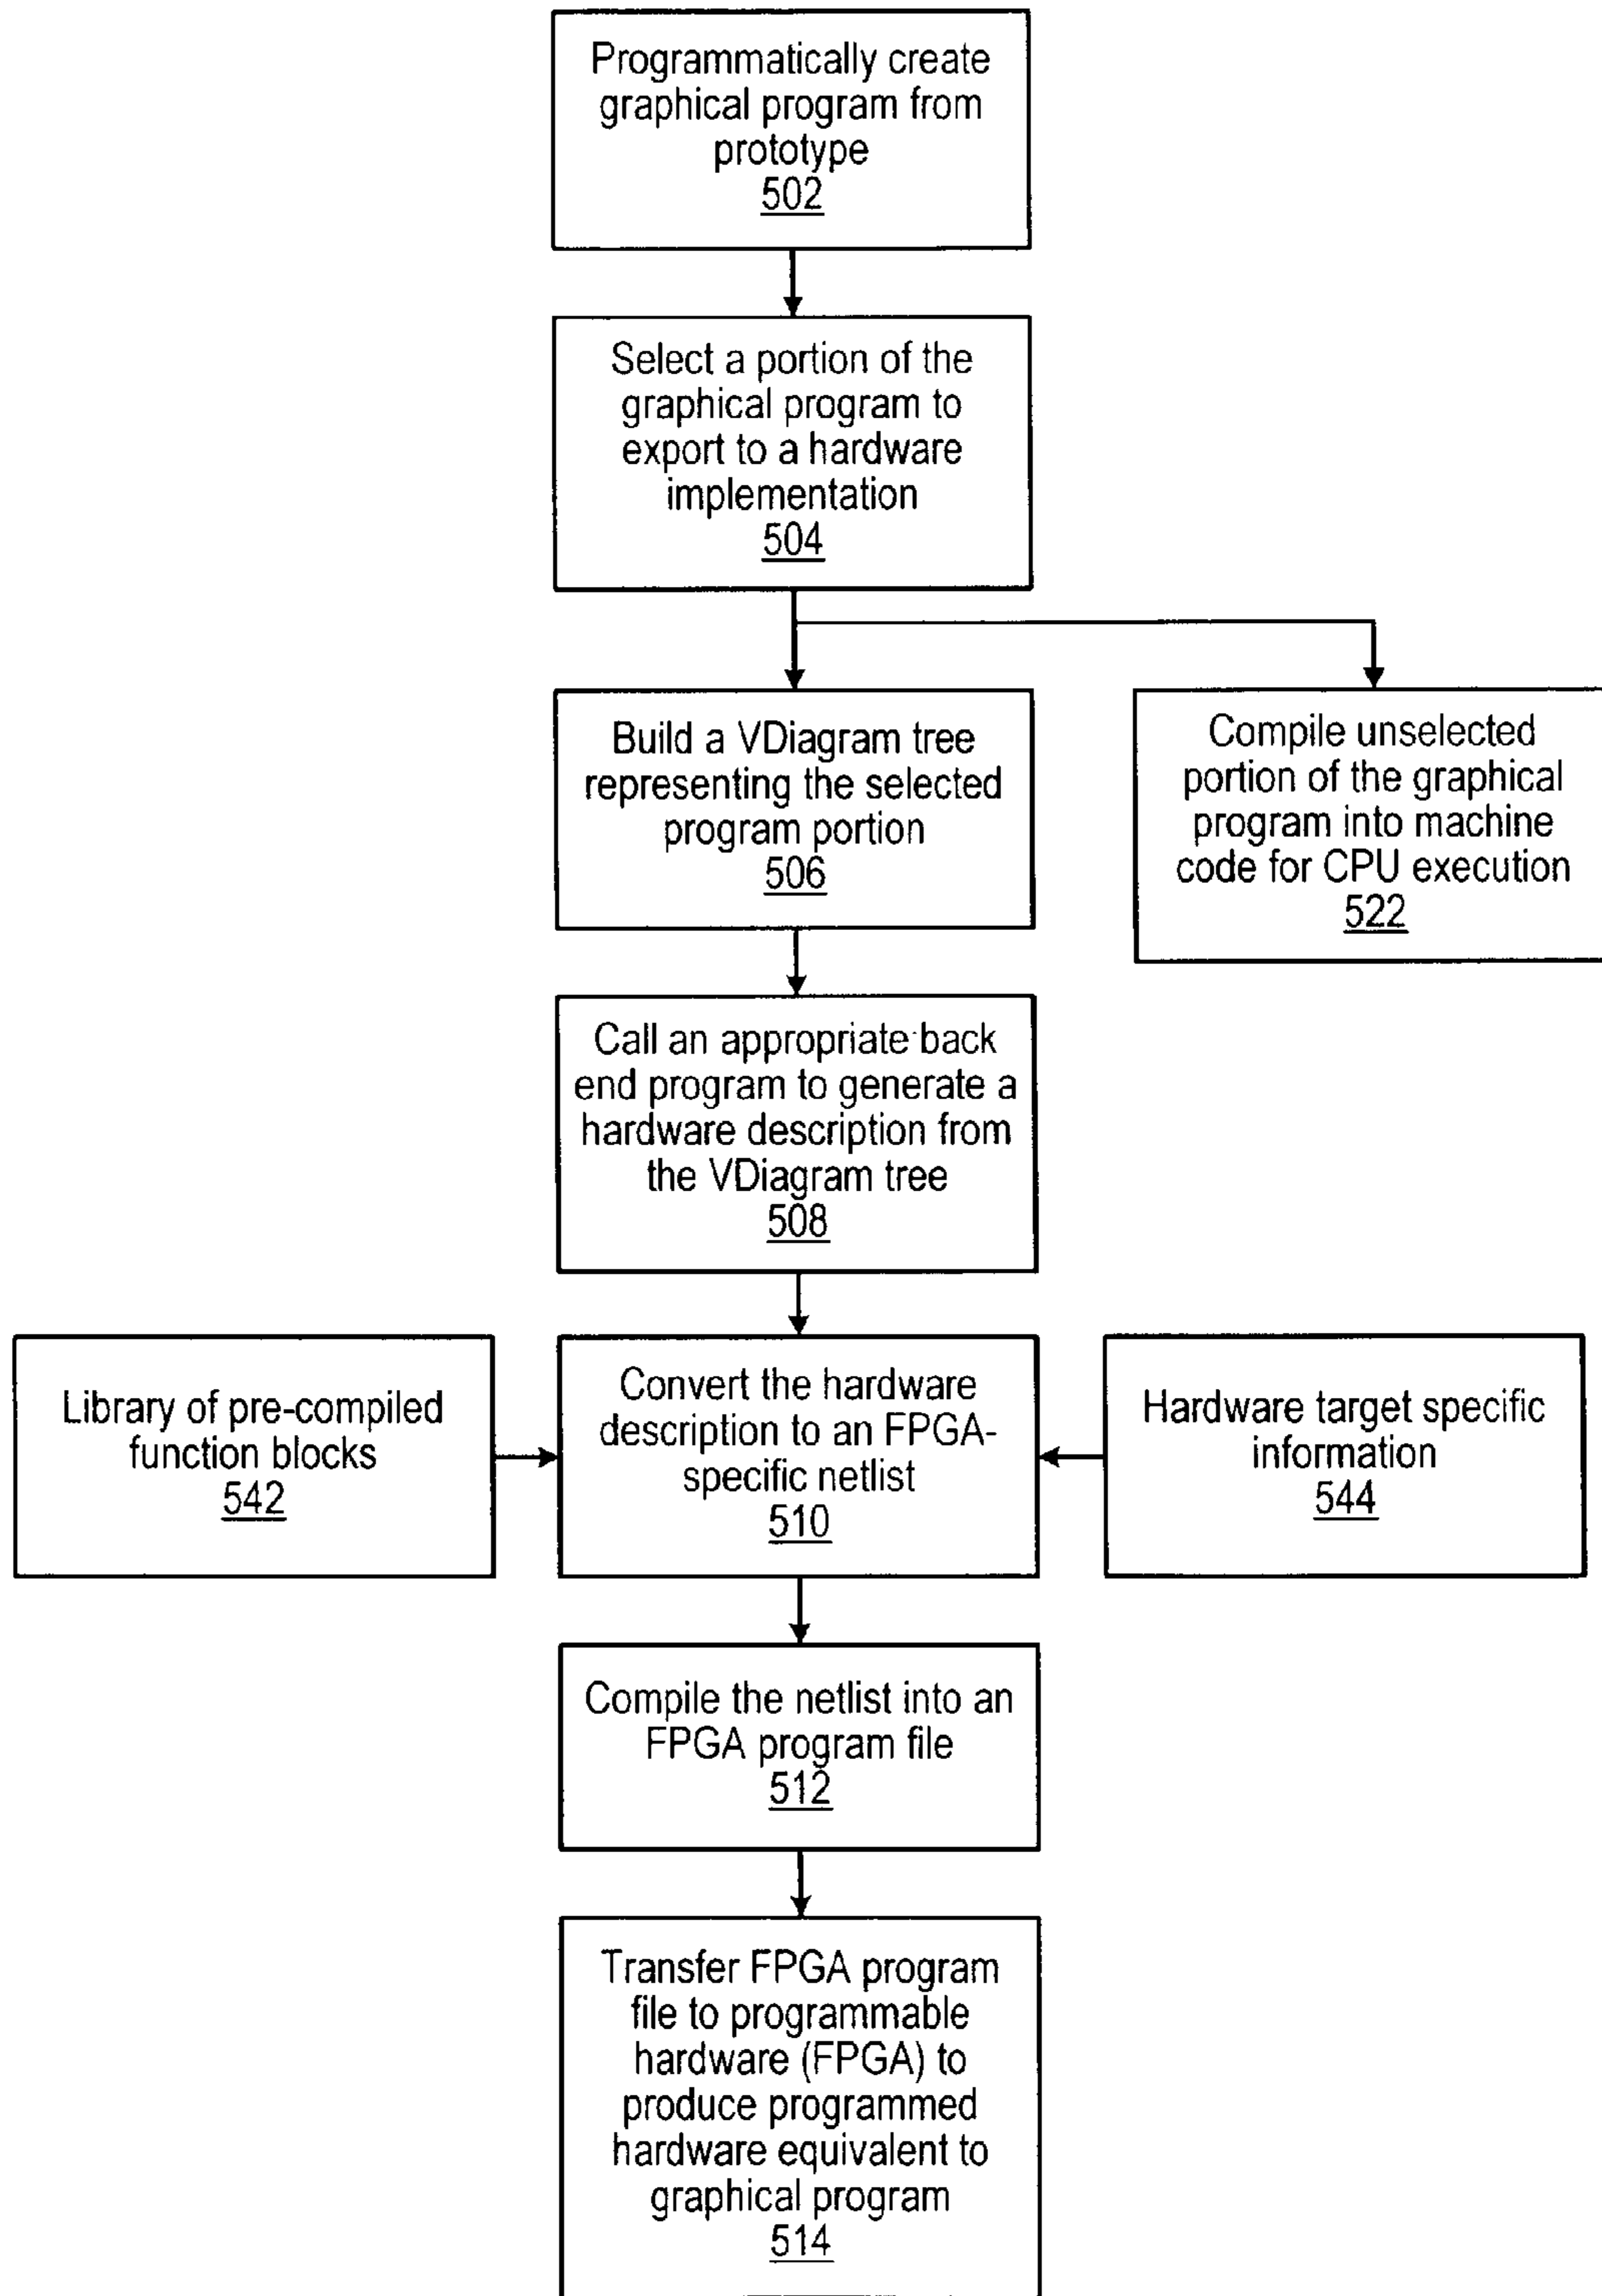 Programmatically create
graphical program from
prototype
502
Select a portion of the
graphical program to
export to a hardware
implementation
504
Build a VDiagram tree
representing the selected
program portion
506
Compile unselected
portion of the graphical
program into machine
code for CPU execution
522
Call an appropriate back
end program to generate a
hardware description from
the VDiagram tree
508
Library of pre-compiled
function blocks
542
Convert the hardware
description to an FPGA-
specific netlist
510
Hardware target specific
information
544
Compile the netlist into an
FPGA program file
512
Transfer FPGA program
file to programmable
hardware (FPGA) to
produce programmed
hardware equivalent to
graphical program
514